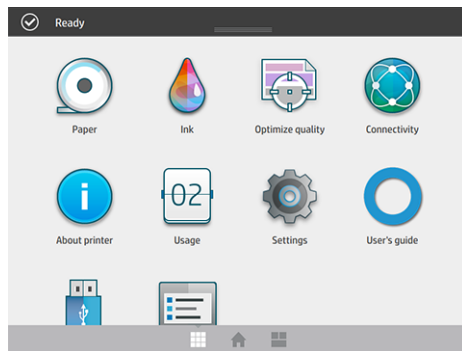 Ready
Paper
Ink
Optimize quality
Connectivity
i
About printer
02
Usage
Settings
User's guide